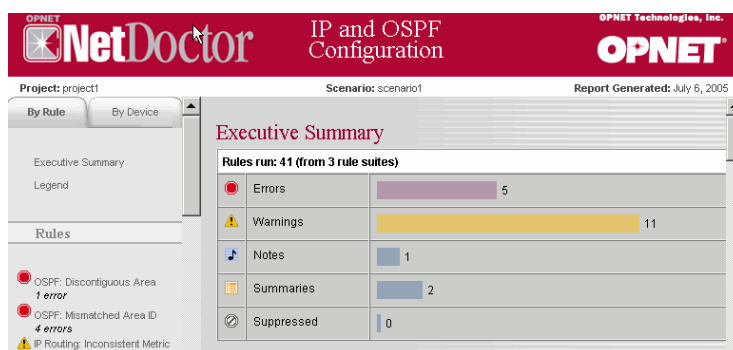 OPNET
NetDoctor
IP and OSPF
Configuration
OPNET Technologies, Inc.
OPNET
Project: project1
Scenario: scenario1
Report Generated: July 6, 2005
By Rule
By Device
Executive Summary
Legend
Rules
OSPF: Discontiguous Area
1 error
OSPF: Mismatched Area ID
4 errors
IP Routing: Inconsistent Metric
Executive Summary
Rules run: 41 (from 3 rule suites)
Errors 5
Warnings 11
Notes 1
Summaries 2
Suppressed 0